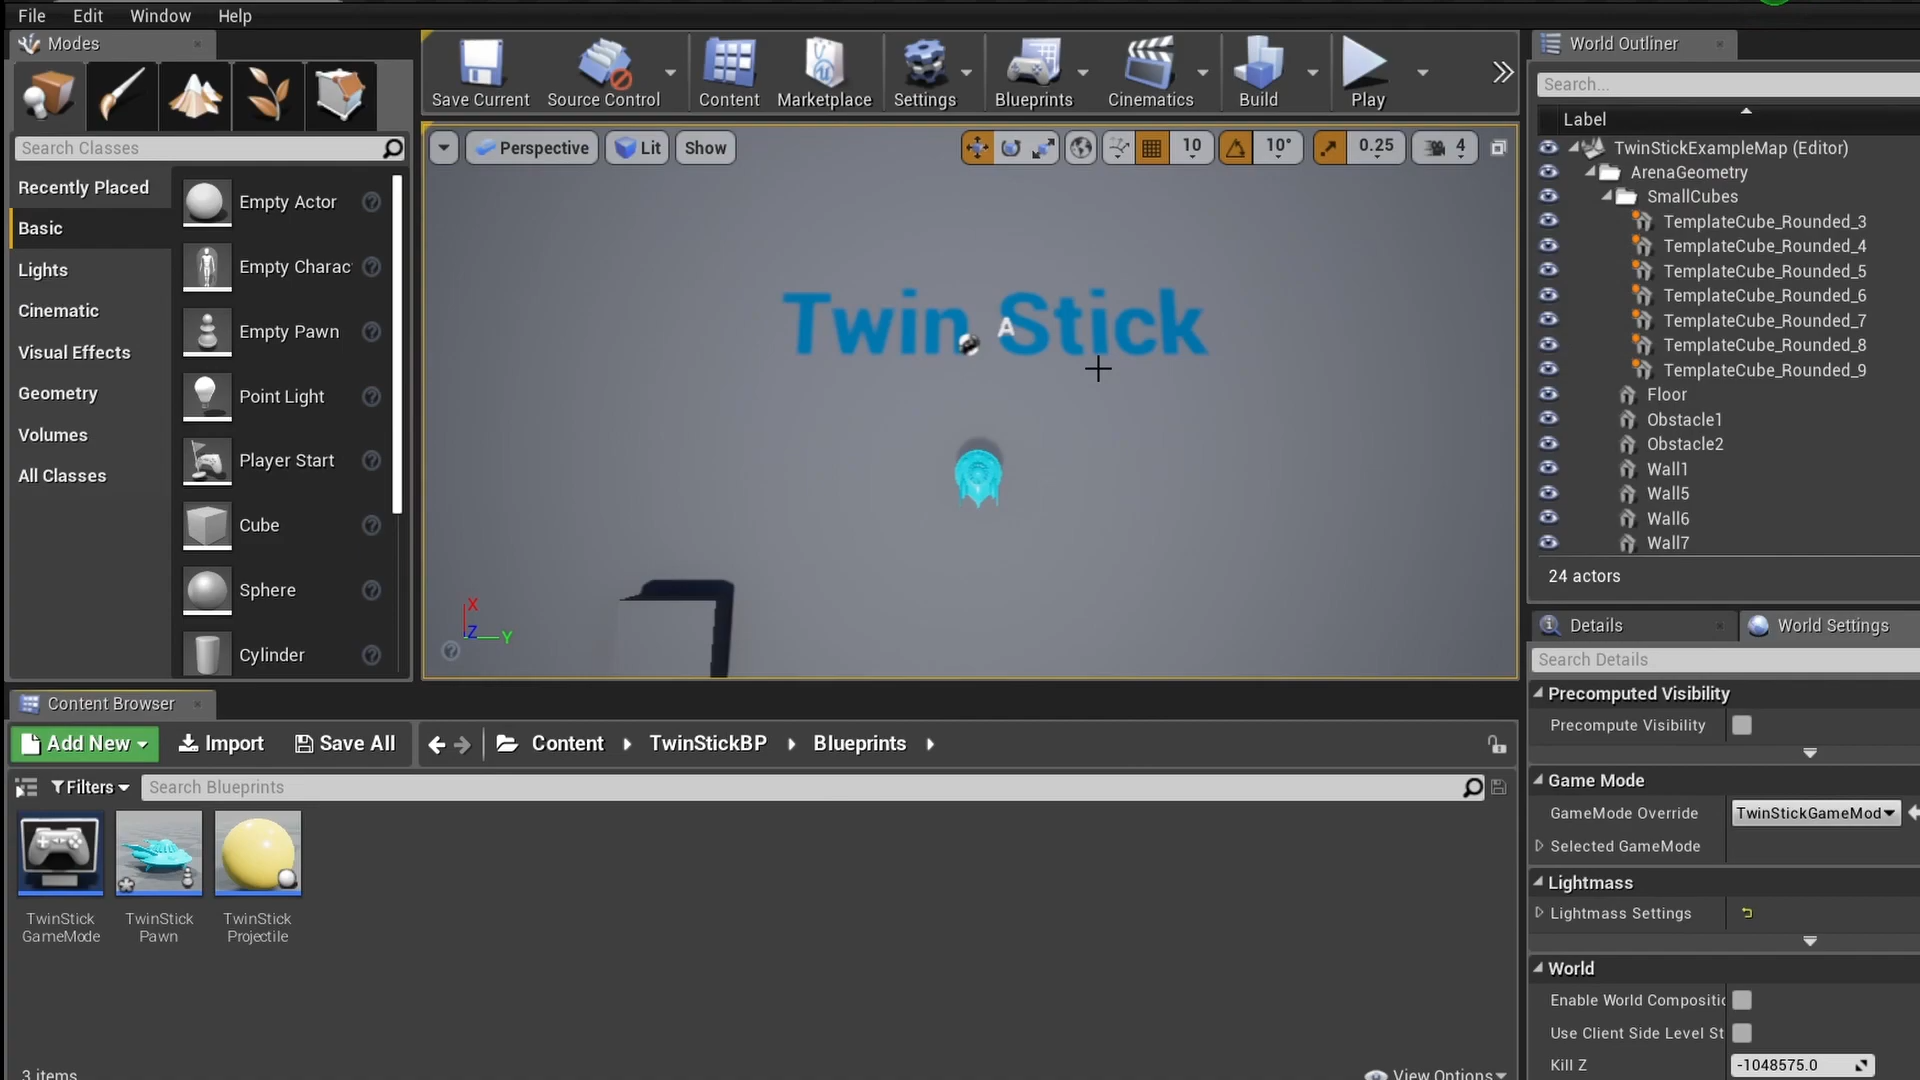 File Edit Window Help
Modes
Search Classes
Recently Placed
Basic
Lights
Cinematic
Visual Effects
Geometry
Volumes
All Classes
Empty Actor
Empty Charac
Empty Pawn
Point Light
Player Start
Cube
Sphere
Cylinder
Save Current
Source Control
Content
Marketplace
Settings
Blueprints
Cinematics
Build
Play
Perspective
Lit
Show
10
10°
0.25
4
Twin Stick
A
X
Z
Y
World Outliner
Search...
Label
TwinStickExampleMap (Editor)
ArenaGeometry
SmallCubes
TemplateCube_Rounded_3
TemplateCube_Rounded_4
TemplateCube_Rounded_5
TemplateCube_Rounded_6
TemplateCube_Rounded_7
TemplateCube_Rounded_8
TemplateCube_Rounded_9
Floor
Obstacle1
Obstacle2
Wall1
Wall5
Wall6
Wall7
24 actors
Details
World Settings
Search Details
Precomputed Visibility
Precompute Visibility
Game Mode
GameMode Override
TwinStickGameMod
Selected GameMode
Lightmass
Lightmass Settings
World
Enable World Compositic
Use Client Side Level St
Kill Z
-1048575.0
Content Browser
Add New
Import
Save All
Content
TwinStickBP
Blueprints
Filters
Search Blueprints
TwinStick
GameMode
TwinStick
Pawn
TwinStick
Projectile
3 items
View Options